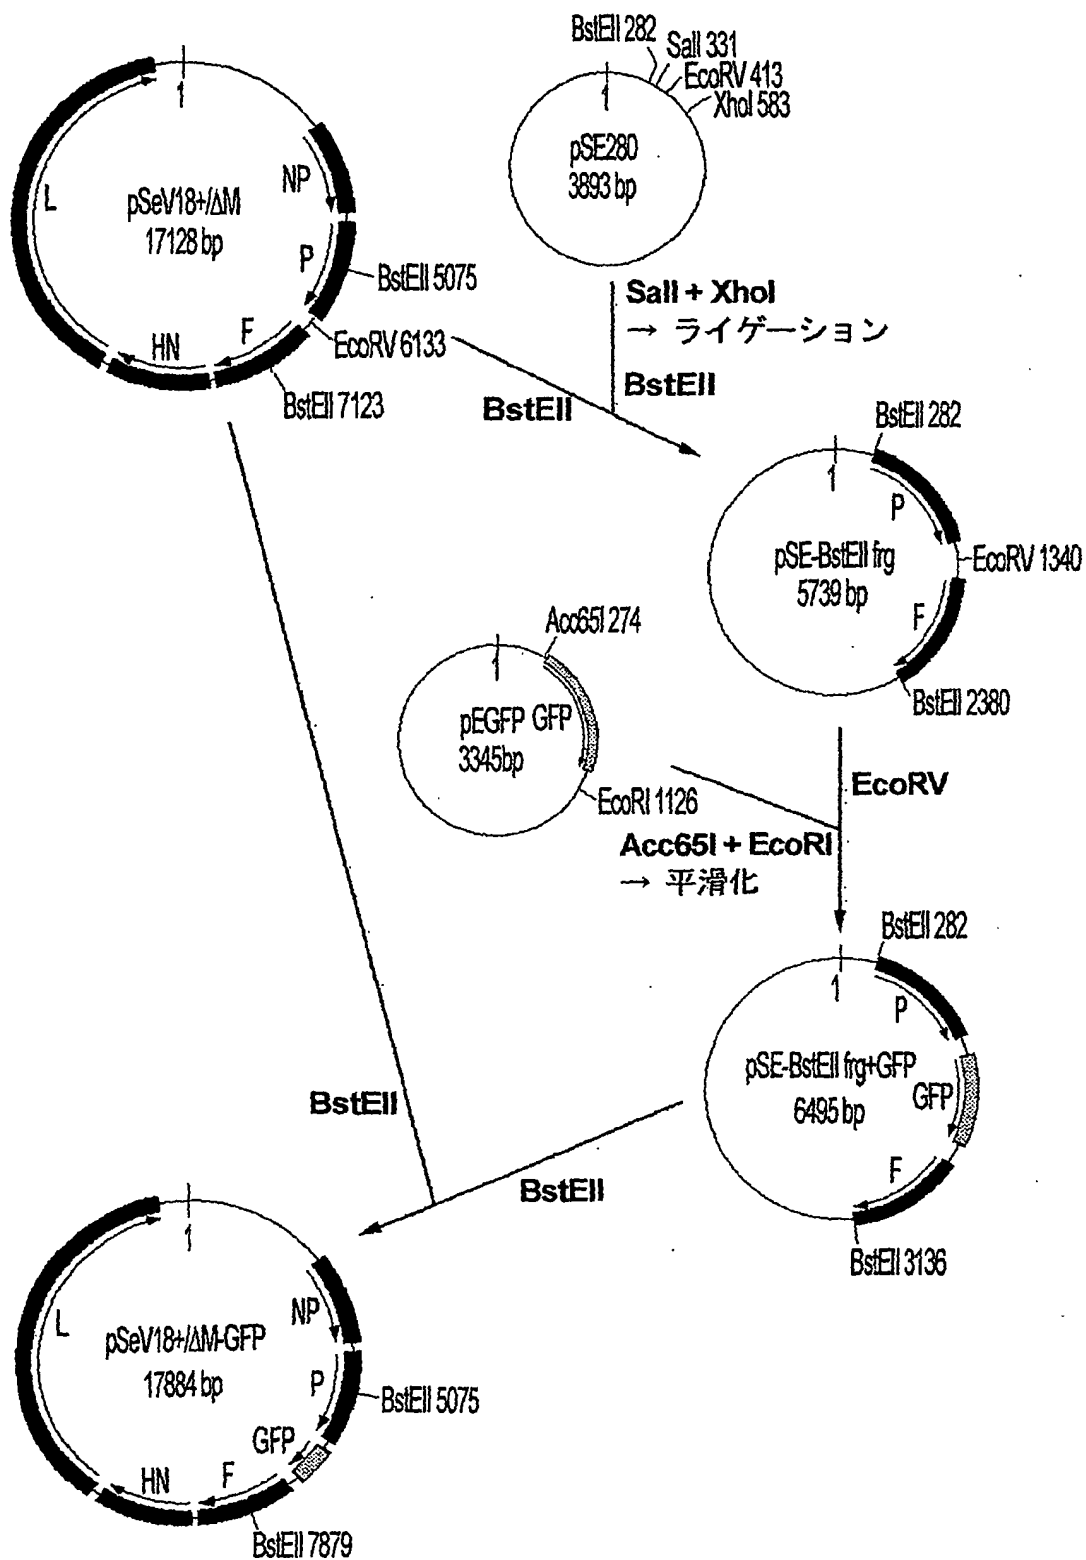 BstEII 282
SalI 331
EcoRV 413
XhoI 583
1
pSE280
3893 bp
1
L
NP
pSeV18+/ΔM
17128 bp
P
BstEII 5075
F
HN
EcoRV 6133
BstEII 7123
SalI + XhoI
→ ライゲーション
BstEII
BstEII
BstEII 282
1
P
pSE-BstEII frg
5739 bp
EcoRV 1340
F
BstEII 2380
Acc65I 274
1
pEGFP GFP
3345bp
EcoRI 1126
EcoRV
Acc65I + EcoRI
→ 平滑化
BstEII 282
1
P
pSE-BstEII frg+GFP
6495 bp
GFP
F
BstEII 3136
BstEII
BstEII
1
L
NP
pSeV18+/ΔM-GFP
17884 bp
P
BstEII 5075
GFP
F
HN
BstEII 7879